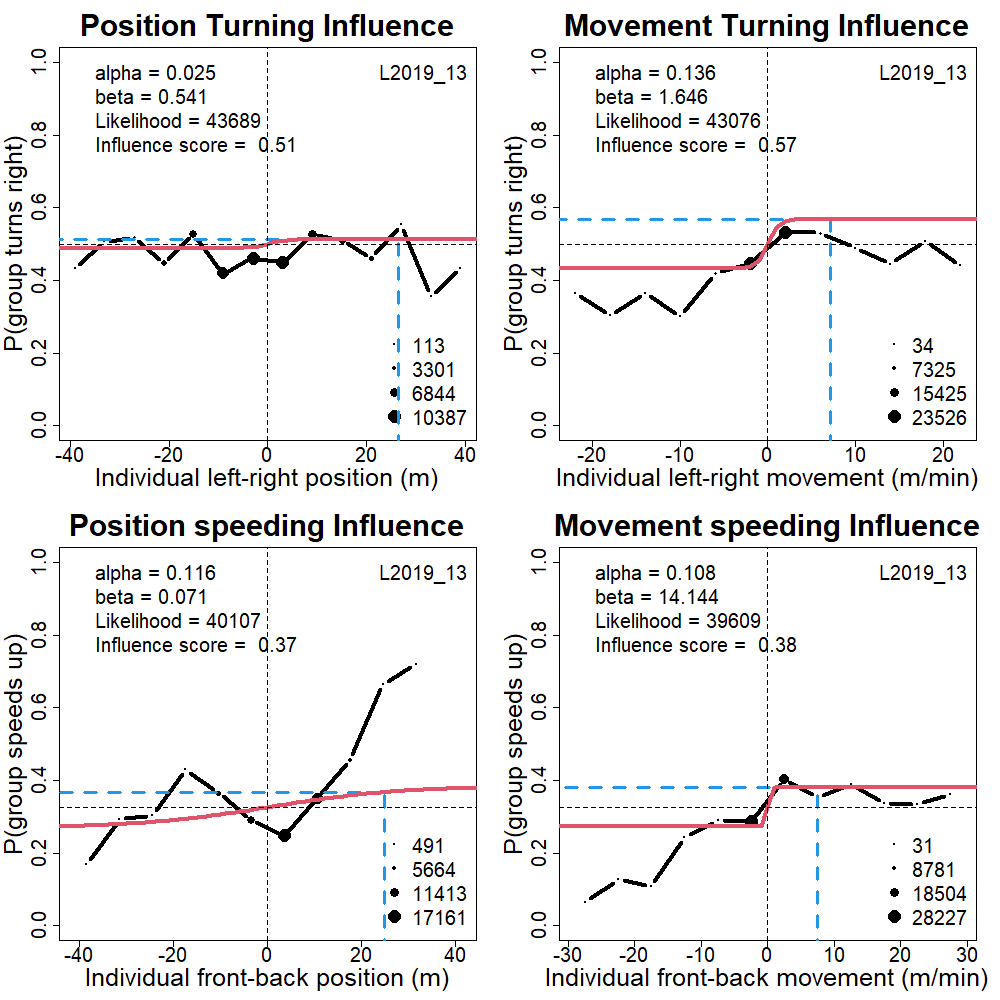 Position Turning Influence
alpha = 0.025
L2019_13
beta = 0.541
Likelihood = 43689
Influence score = 0.51
P(group turns right)
0.0
0.2
0.4
0.6
0.8
1.0
113
3301
6844
10387
-40
-20
0
20
40
Individual left-right position (m)
Movement Turning Influence
alpha = 0.136
L2019_13
beta = 1.646
Likelihood = 43076
Influence score = 0.57
P(group turns right)
0.0
0.2
0.4
0.6
0.8
1.0
34
7325
15425
23526
-20
-10
0
10
20
Individual left-right movement (m/min)
Position speeding Influence
alpha = 0.116
L2019_13
beta = 0.071
Likelihood = 40107
Influence score = 0.37
P(group speeds up)
0.0
0.2
0.4
0.6
0.8
1.0
491
5664
11413
17161
-40
-20
0
20
40
Individual front-back position (m)
Movement speeding Influence
alpha = 0.108
L2019_13
beta = 14.144
Likelihood = 39609
Influence score = 0.38
P(group speeds up)
0.0
0.2
0.4
0.6
0.8
1.0
31
8781
18504
28227
-30
-20
-10
0
10
20
30
Individual front-back movement (m/min)